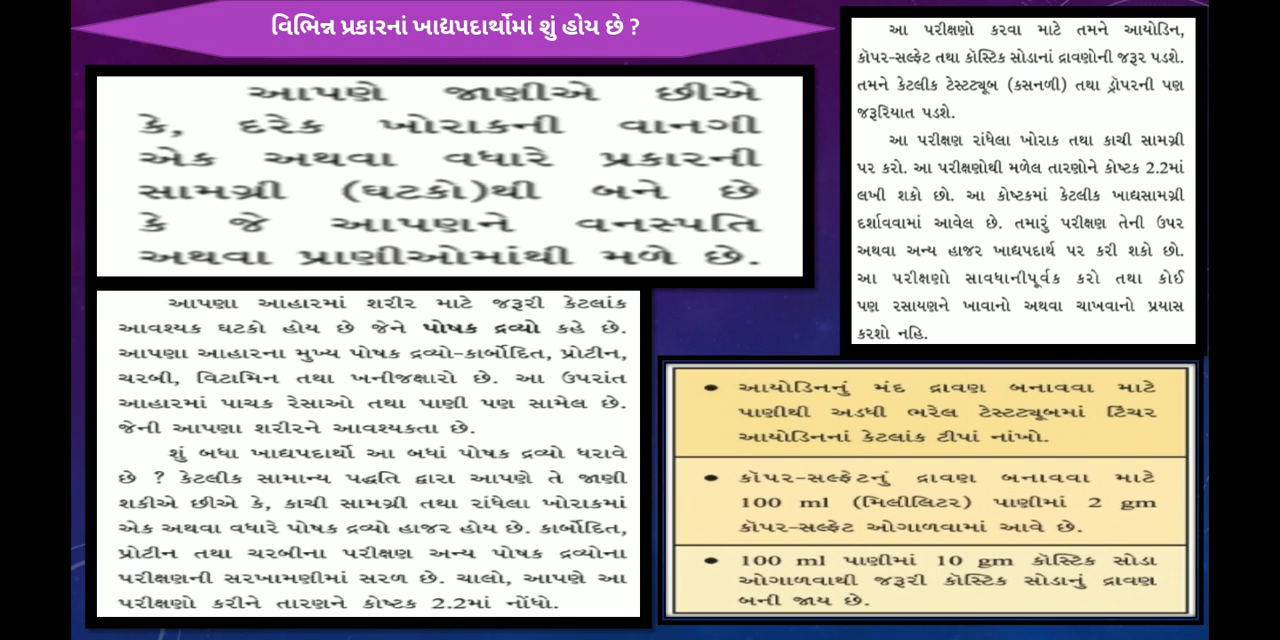 વિભિન્ન પ્રકારનાં ખાદ્યપદાર્થોમાં શું હોય છે ?
આપણે જાણીએ છીએ
કે, દરેક ખોરાકની વાનગી
એક અથવા વધારે પ્રકારની
સામગ્રી (ઘટકો)થી બને છે
કે જે આપણને વનસ્પતિ
અથવા પ્રાણીઓમાંથી મળે છે.
આપણા આહારમાં શરીર માટે જરૂરી કેટલાંક
આવશ્યક ઘટકો હોય છે જેને પોષક દ્રવ્યો કહે છે.
આપણા આહારના મુખ્ય પોષક દ્રવ્યો-કાર્બોદિત, પ્રોટીન,
ચરબી, વિટામિન તથા ખનીજક્ષારો છે. આ ઉપરાંત
આહારમાં પાચક રેસાઓ તથા પાણી પણ સામેલ છે.
જેની આપણા શરીરને આવશ્યકતા છે.
શું બધા ખાદ્યપદાર્થો આ બધાં પોષક દ્રવ્યો ધરાવે
છે ? કેટલીક સામાન્ય પદ્ધતિ દ્વારા આપણે તે જાણી
શકીએ છીએ કે, કાચી સામગ્રી તથા રાંધેલા ખોરાકમાં
એક અથવા વધારે પોષક દ્રવ્યો હાજર હોય છે. કાર્બોદિત,
પ્રોટીન તથા ચરબીના પરીક્ષણ અન્ય પોષક દ્રવ્યોના
પરીક્ષણની સરખામણીમાં સરળ છે. ચાલો, આપણે આ
પરીક્ષણો કરીને તારણને કોષ્ટક 2.2માં નોંધો.
આ પરીક્ષણો કરવા માટે તમને આયોડિન,
કૉપર-સલ્ફેટ તથા કૉસ્ટિક સોડાનાં દ્રાવણોની જરૂર પડશે.
તમને કેટલીક ટેસ્ટટ્યૂબ (કસનળી) તથા ડ્રૉપરની પણ
જરૂરિયાત પડશે.
આ પરીક્ષણ રાંધેલા ખોરાક તથા કાચી સામગ્રી
પર કરો. આ પરીક્ષણોથી મળેલ તારણોને કોષ્ટક 2.2માં
લખી શકો છો. આ કોષ્ટકમાં કેટલીક ખાદ્યસામગ્રી
દર્શાવવામાં આવેલ છે. તમારું પરીક્ષણ તેની ઉપર
અથવા અન્ય હાજર ખાદ્યપદાર્થ પર કરી શકો છો.
આ પરીક્ષણો સાવધાનીપૂર્વક કરો તથા કોઈ
પણ રસાયણને ખાવાનો અથવા ચાખવાનો પ્રયાસ
કરશો નહિ.
● આયોડિનનું મંદ દ્રાવણ બનાવવા માટે
પાણીથી અડધી ભરેલ ટેસ્ટટ્યૂબમાં ટિંચર
આયોડિનનાં કેટલાંક ટીપાં નાંખો.
● કૉપર-સલ્ફેટનું દ્રાવણ બનાવવા માટે
100 ml (મિલીલિટર) પાણીમાં 2 gm
કૉપર-સલ્ફેટ ઓગાળવામાં આવે છે.
● 100 ml પાણીમાં 10 gm કૉસ્ટિક સોડા
ઓગાળવાથી જરૂરી કૉસ્ટિક સોડાનું દ્રાવણ
બની જાય છે.